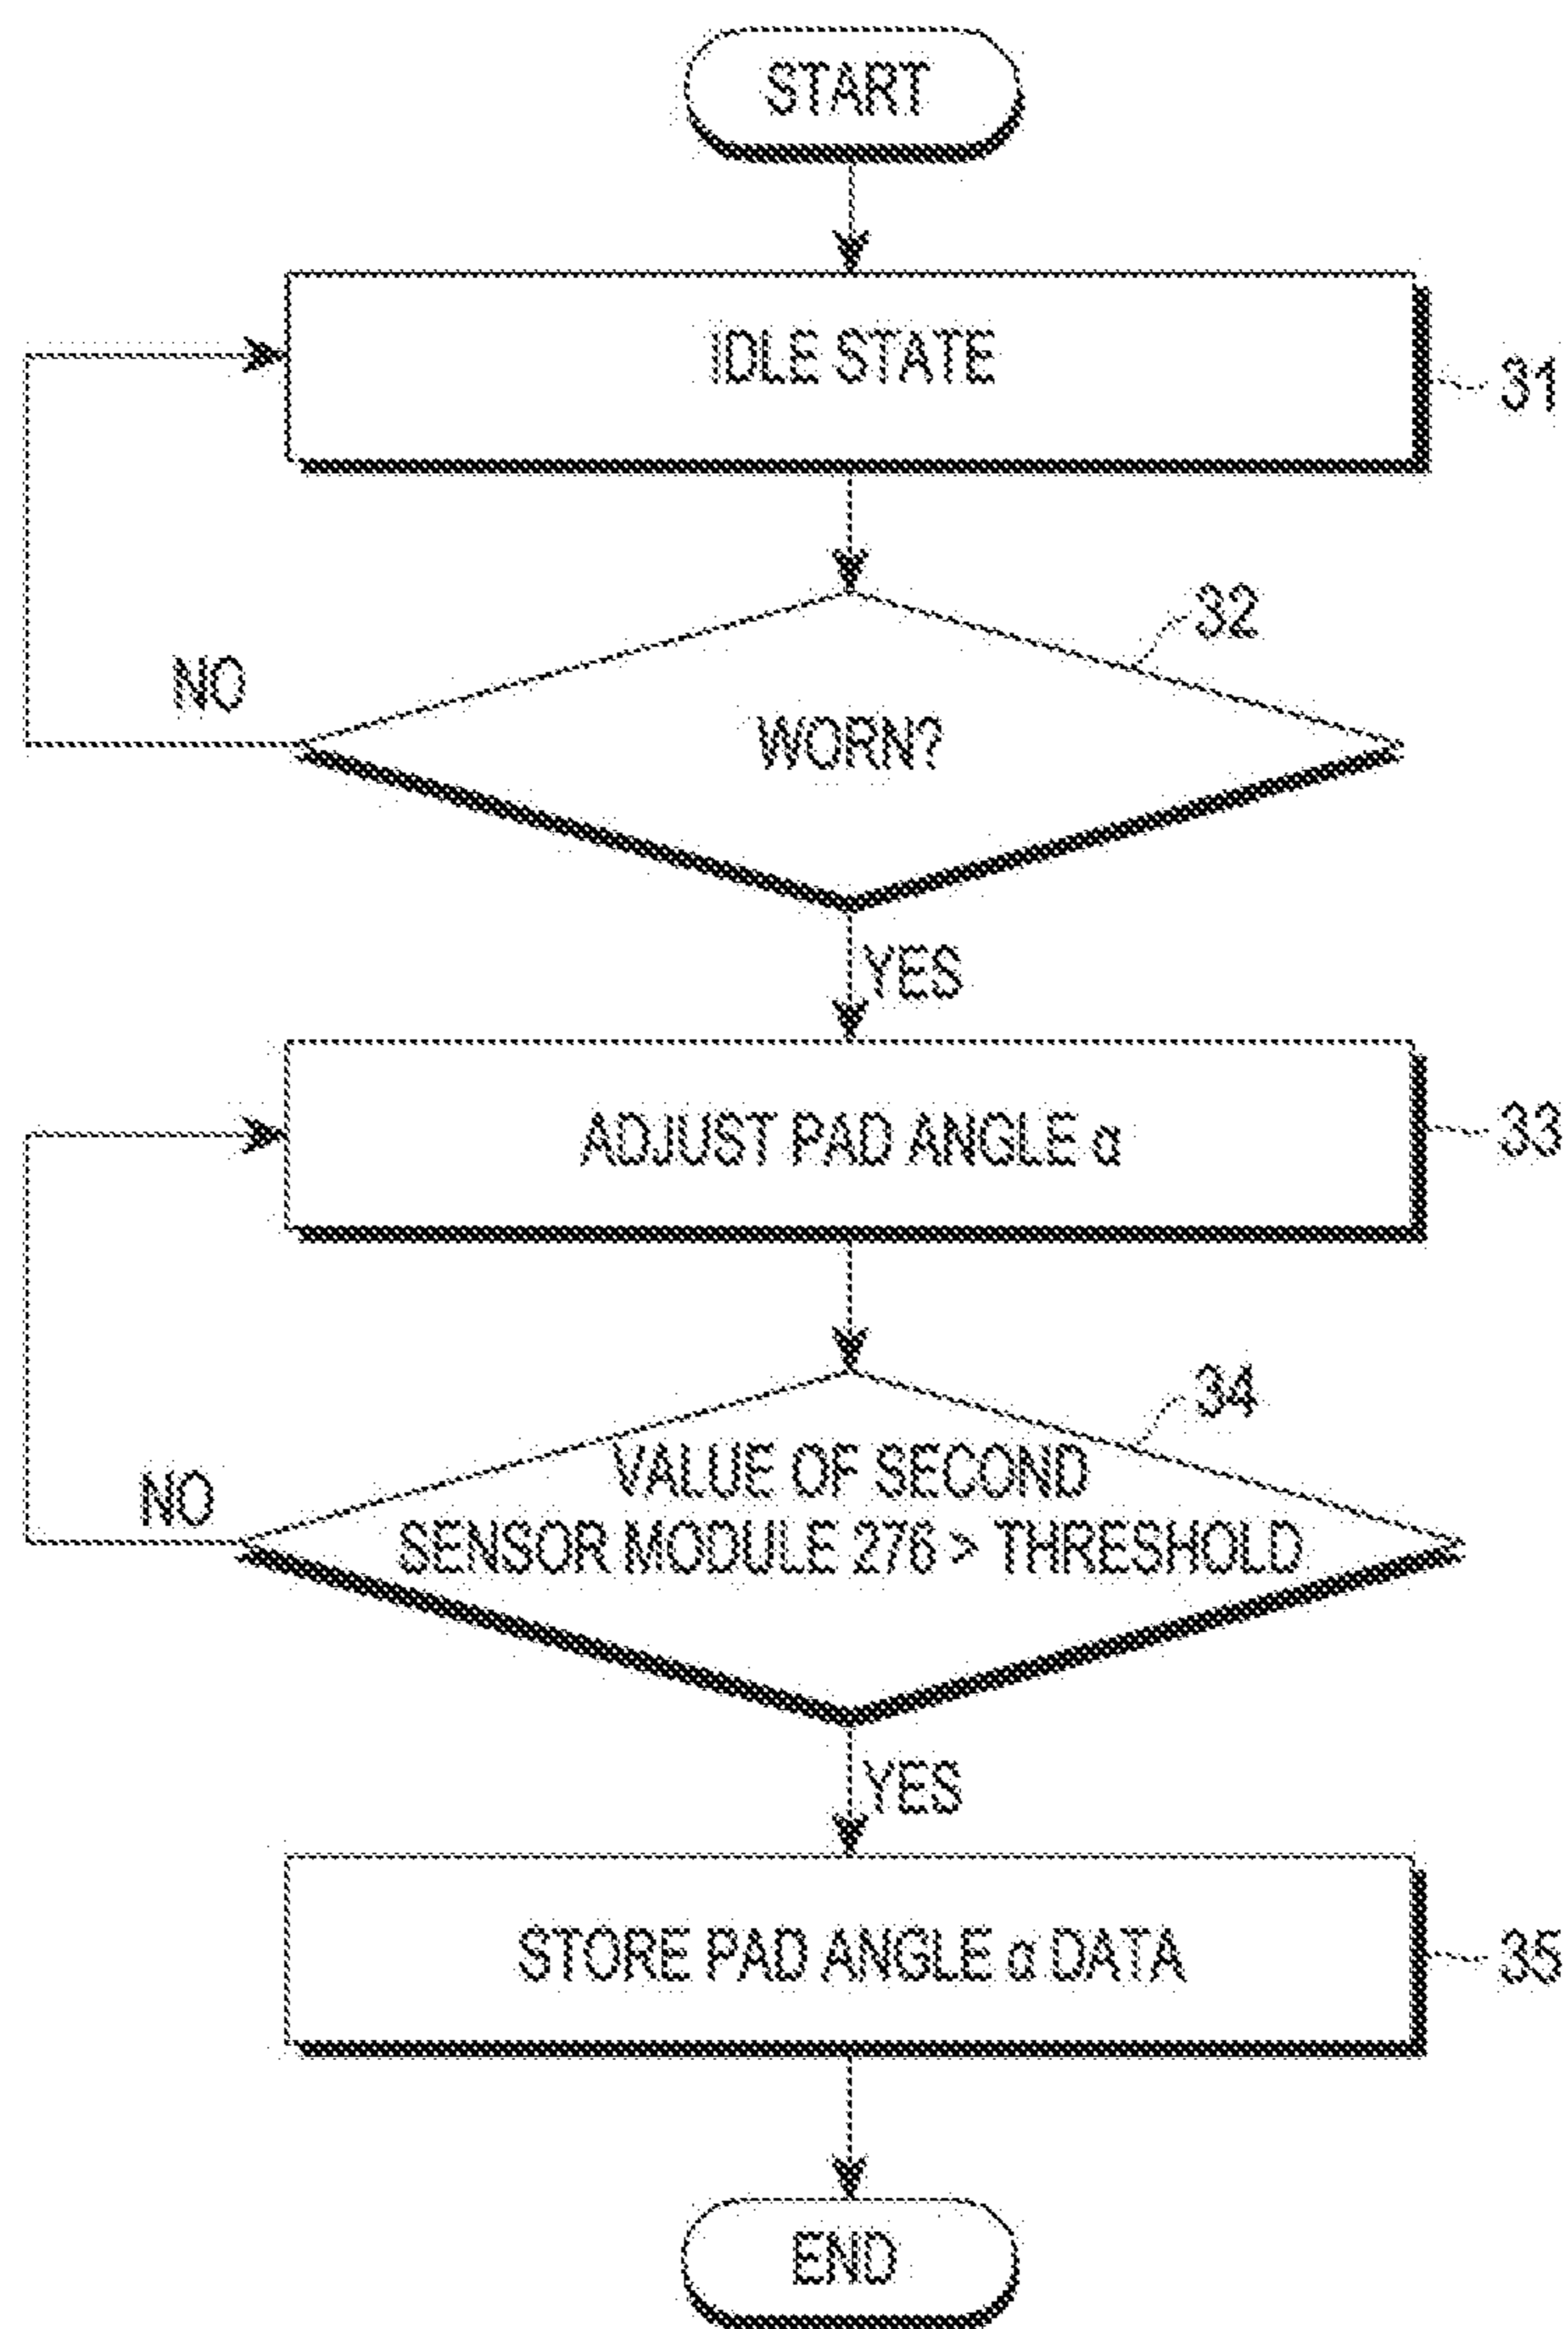 START
IDLE STATE
31
32
NO
WORN?
YES
ADJUST PAD ANGLE α
33
34
VALUE OF SECOND
NO
SENSOR MODULE 276 > THRESHOLD
YES
STORE PAD ANGLE α DATA
35
END